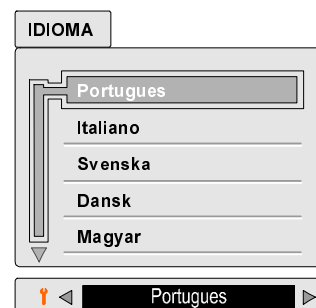 IDIOMA
Portugues
Italiano
Svenska
Dansk
Magyar
Portugues